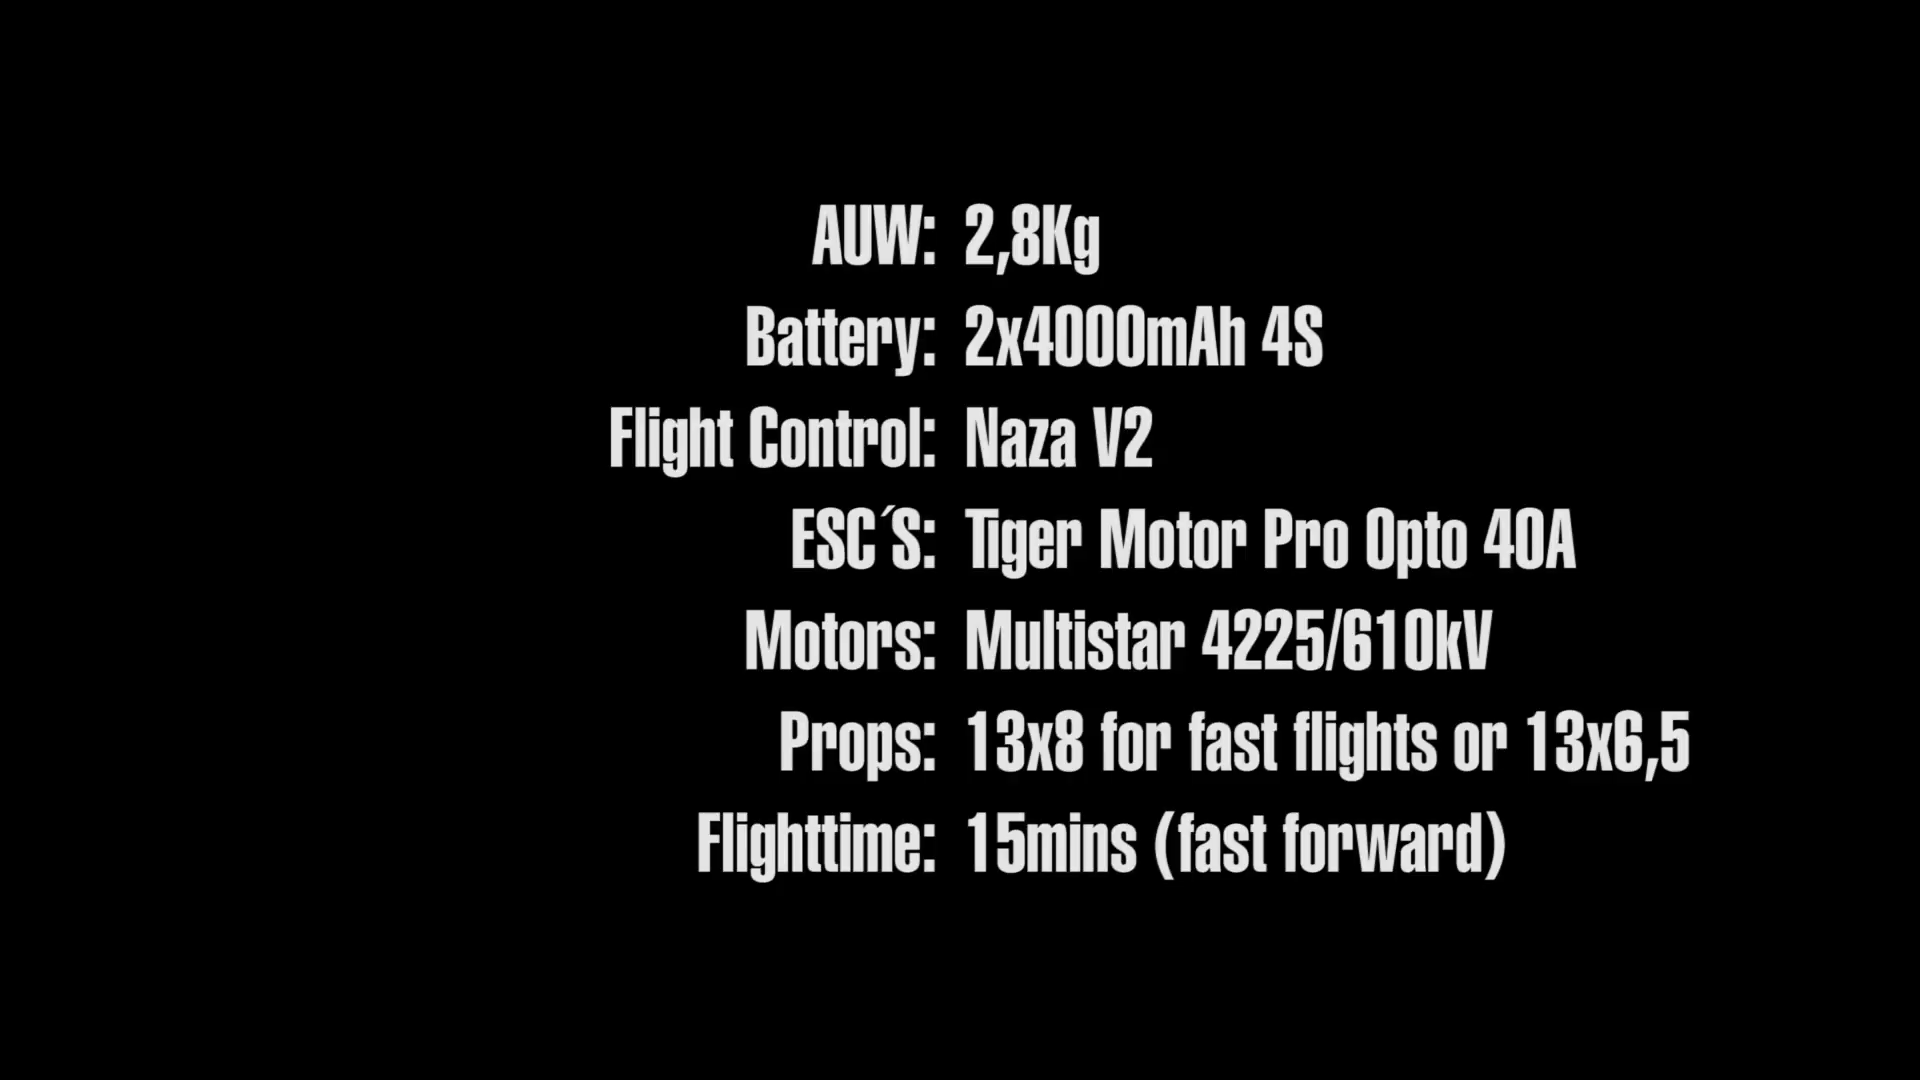 AUW: 2,8Kg
Battery: 2x4000mAh 4S
Flight Control: Naza V2
ESC´S: Tiger Motor Pro Opto 40A
Motors: Multistar 4225/610kV
Props: 13x8 for fast flights or 13x6,5
Flighttime: 15mins (fast forward)